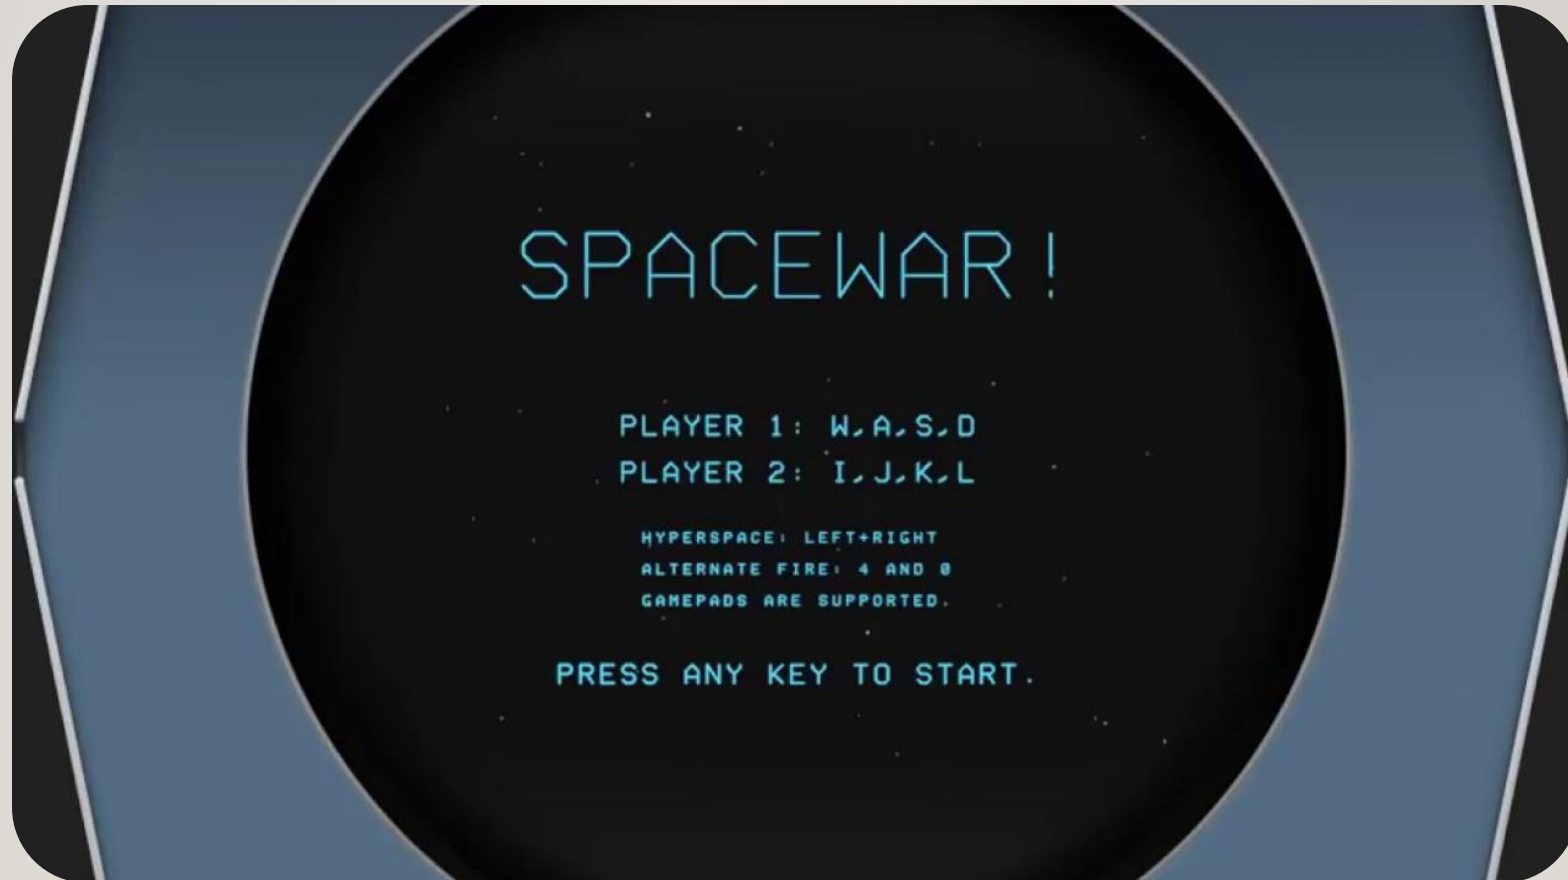 SPACEWAR!
PLAYER 1: W,A,S,D
PLAYER 2: I,J,K,L
HYPERSPACE: LEFT+RIGHT
ALTERNATE FIRE: 4 AND 0
GAMEPADS ARE SUPPORTED.
PRESS ANY KEY TO START.